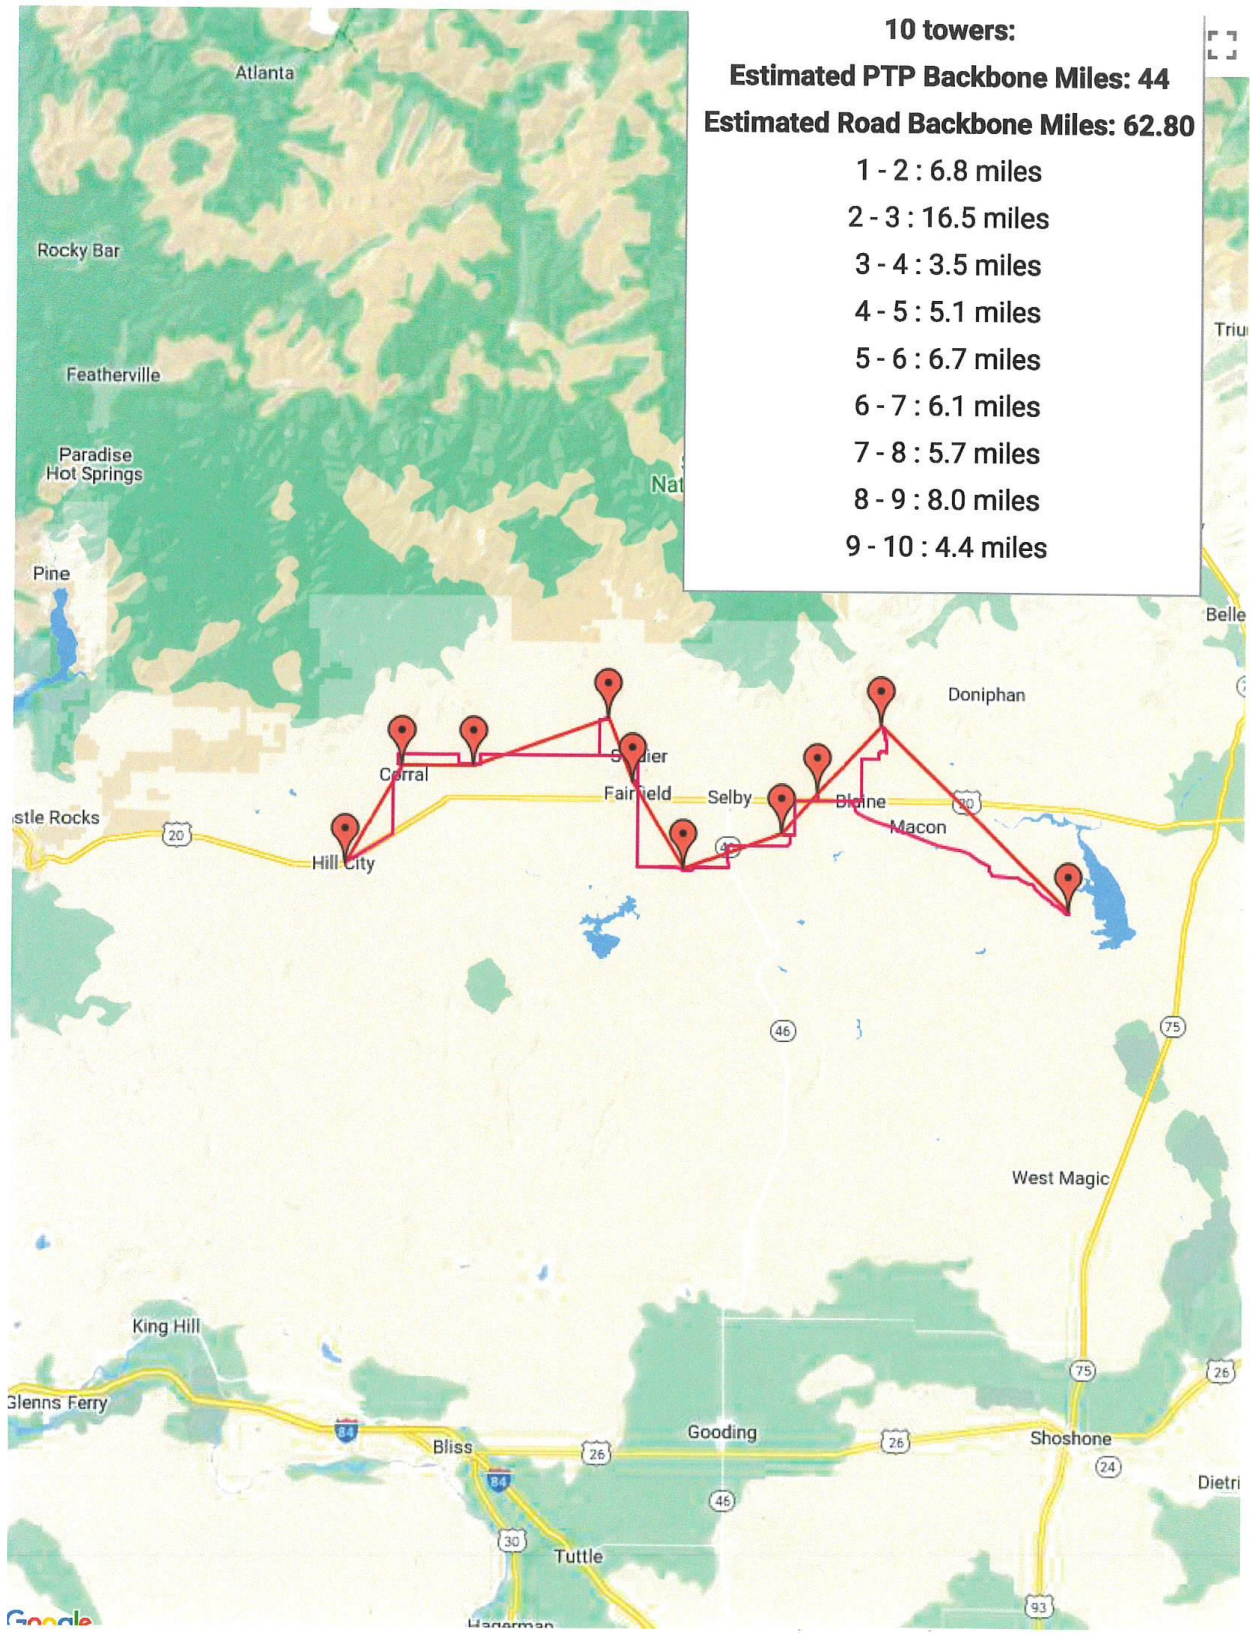 10 towers:
Estimated PTP Backbone Miles: 44
Estimated Road Backbone Miles: 62.80
1 - 2 : 6.8 miles
2 - 3 : 16.5 miles
3 - 4 : 3.5 miles
4 - 5 : 5.1 miles
5 - 6 : 6.7 miles
6 - 7 : 6.1 miles
7 - 8 : 5.7 miles
8 - 9 : 8.0 miles
9 - 10 : 4.4 miles
Atlanta
Rocky Bar
Triu
Featherville
Paradise
Hot Springs
Nat
Pine
Belle
Doniphan
Corral
Fairfield
Selby
Blaine
20
stle Rocks
20
Macon
Hill City
46
75
West Magic
King Hill
75
26
Glenns Ferry
84
Bliss
26
Gooding
26
Shoshone
24
84
46
Dietri
30
Tuttle
93
Google
Hagerman